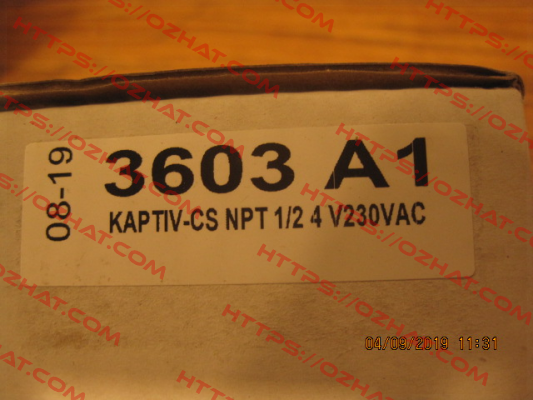 08-19
3603 A1
KAPTIV-CS NPT 1/2 4 V230VAC
04/09/2019 11:31
HTTPS://OZHAT.COM